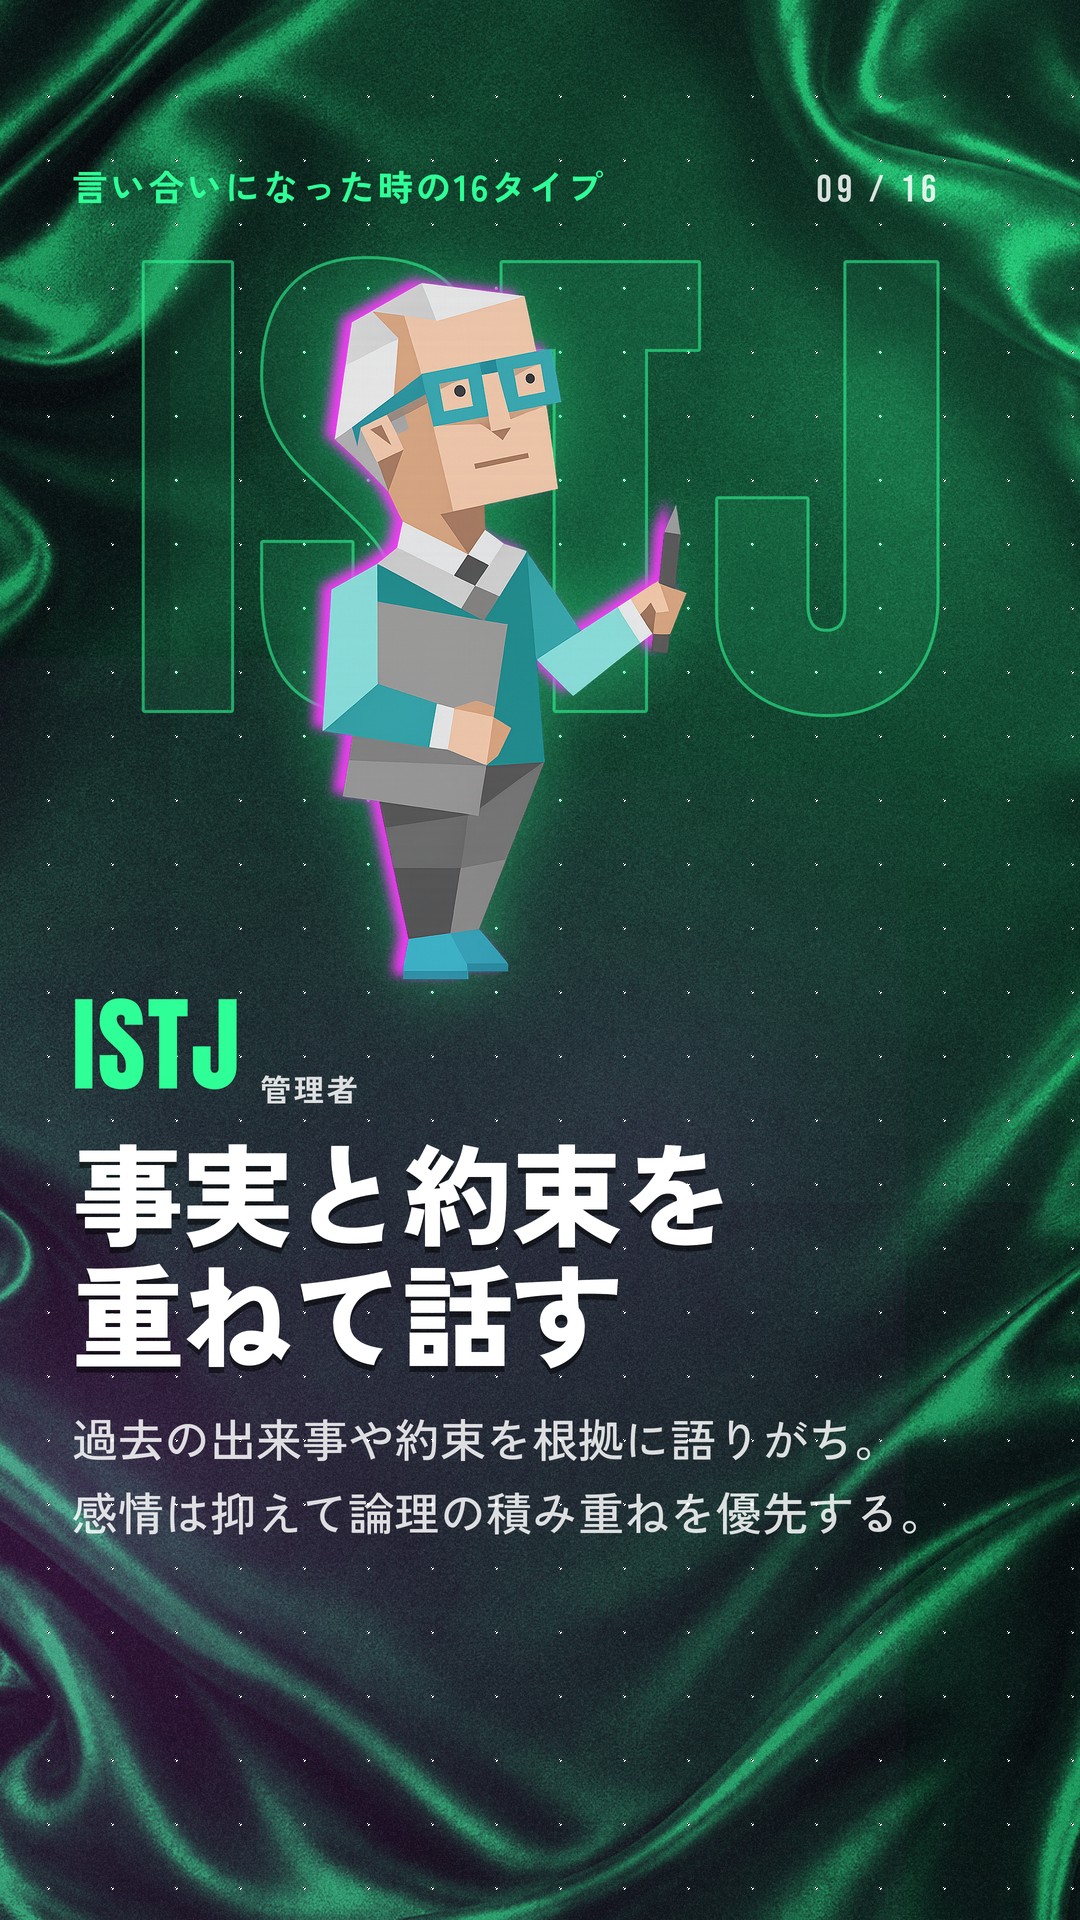 言い合いになった時の16タイプ
09 / 16
ISTJ
ISTJ
管理者
事実と約束を
重ねて話す
過去の出来事や約束を根拠に語りがち。
感情は抑えて論理の積み重ねを優先する。